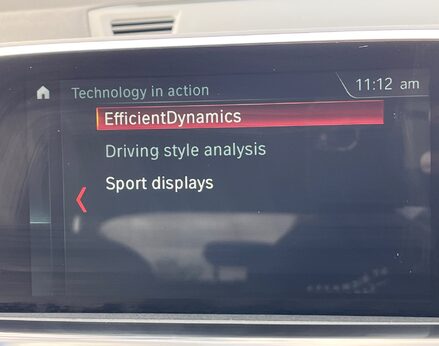 Technology in action
11:12 am
EfficientDynamics
Driving style analysis
Sport displays